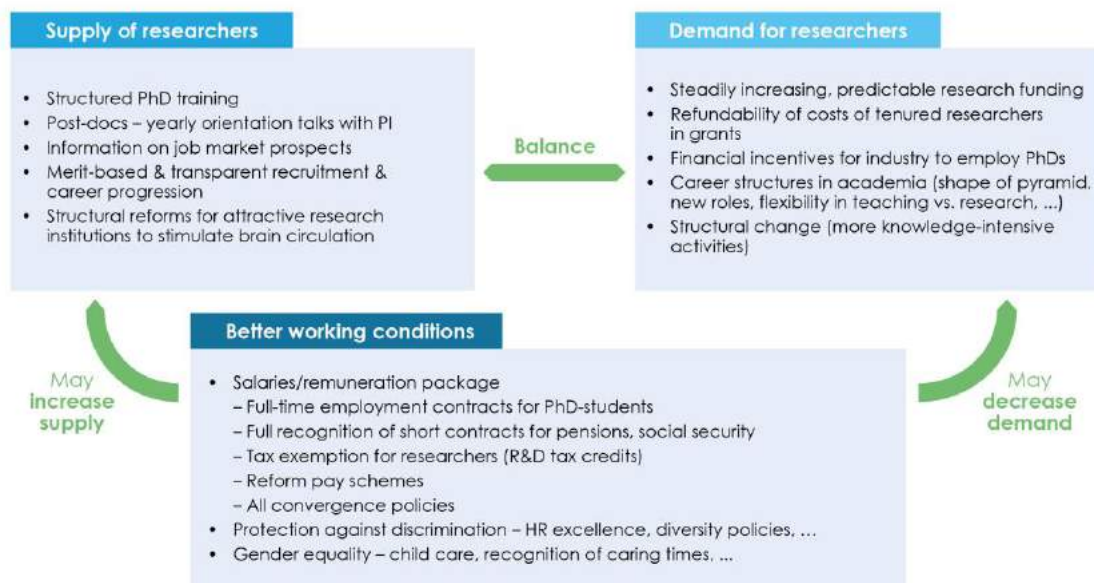 Supply of researchers
• Structured PhD training
• Post-docs – yearly orientation talks with PI
• Information on job market prospects
• Merit-based & transparent recruitment &
career progression
• Structural reforms for attractive research
institutions to stimulate brain circulation
Balance
Demand for researchers
• Steadily increasing, predictable research funding
• Refundability of costs of tenured researchers
in grants
• Financial incentives for industry to employ PhDs
• Career structures in academia (shape of pyramid,
new roles, flexibility in teaching vs. research, ...)
• Structural change (more knowledge-intensive
activities)
May
increase
supply
Better working conditions
• Salaries/remuneration package
– Full-time employment contracts for PhD-students
– Full recognition of short contracts for pensions, social security
– Tax exemption for researchers (R&D tax credits)
– Reform pay schemes
– All convergence policies
• Protection against discrimination – HR excellence, diversity policies, …
• Gender equality – child care, recognition of caring times, ...
May
decrease
demand